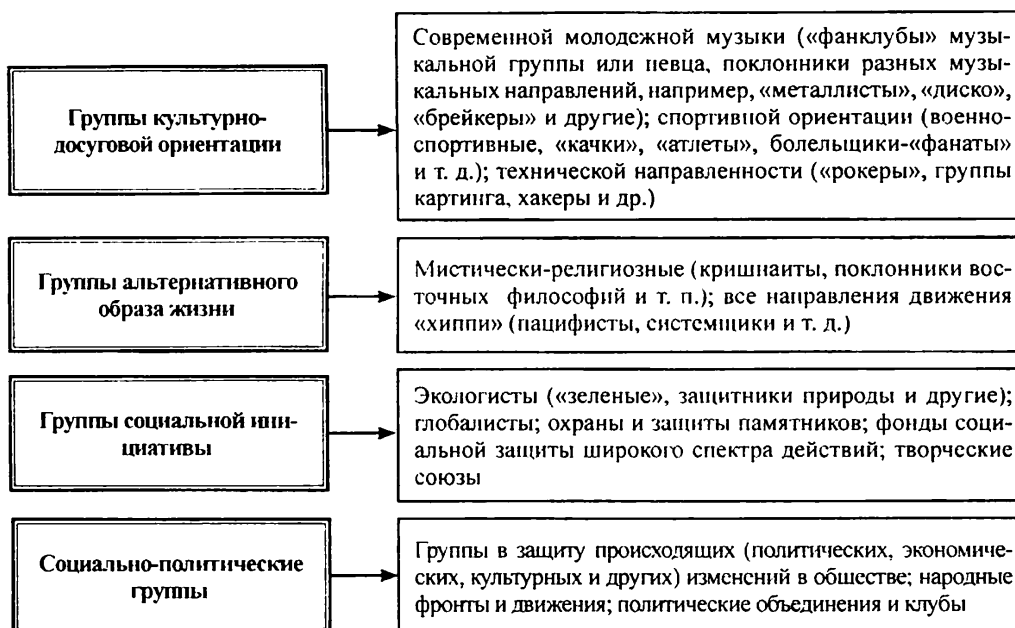 Группы культурно-
досуговой ориентации
Современной молодежной музыки («фанклубы» музы-
кальной группы или певца, поклонники разных музы-
кальных направлений, например, «металлисты», «диско»,
«брейкеры» и другие); спортивной ориентации (военно-
спортивные, «качки», «атлеты», болельщики-«фанаты»
и т. д.); технической направленности («рокеры», группы
картинга, хакеры и др.)
Группы альтернативного
образа жизни
Мистически-религиозные (кришнаиты, поклонники вос-
точных философий и т. п.); все направления движения
«хиппи» (пацифисты, системщики и т. д.)
Группы социальной ини-
циативы
Экологисты («зеленые», защитники природы и другие);
глобалисты; охраны и защиты памятников; фонды соци-
альной защиты широкого спектра действий; творческие
союзы
Социально-политические
группы
Группы в защиту происходящих (политических, экономиче-
ских, культурных и других) изменений в обществе; народные
фронты и движения; политические объединения и клубы